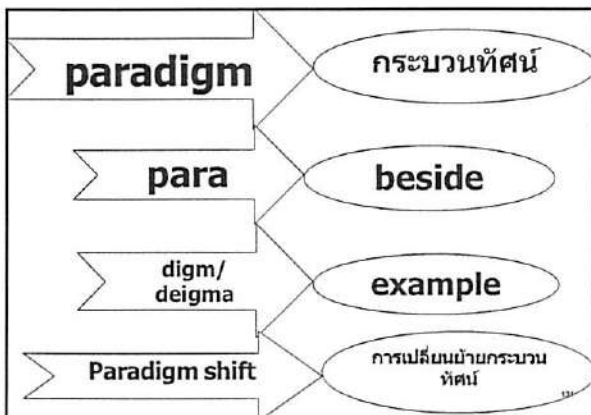 paradigm
กระบวนทัศน์
para
beside
digm/
deigma
example
Paradigm shift
การเปลี่ยนย้ายกระบวน
ทัศน์